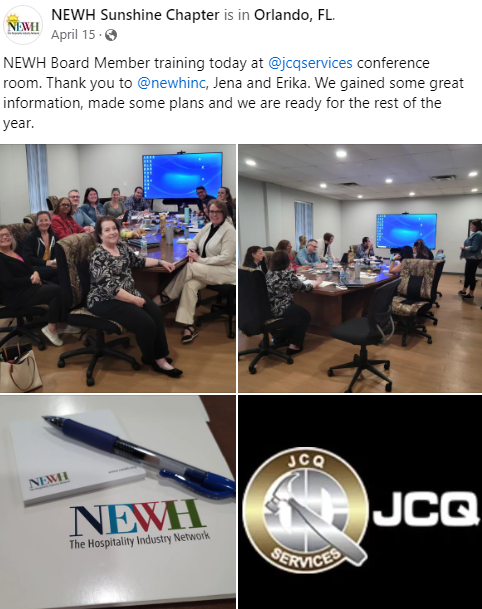 NEWH Sunshine Chapter is in Orlando, FL.
April 15 ·
NEWH Board Member training today at @jcqservices conference
room. Thank you to @newhinc, Jena and Erika. We gained some great
information, made some plans and we are ready for the rest of the
year.
NEWH
NEWH
NEWH
The Hospitality Industry Network
JCQ
SERVICES
JCQ